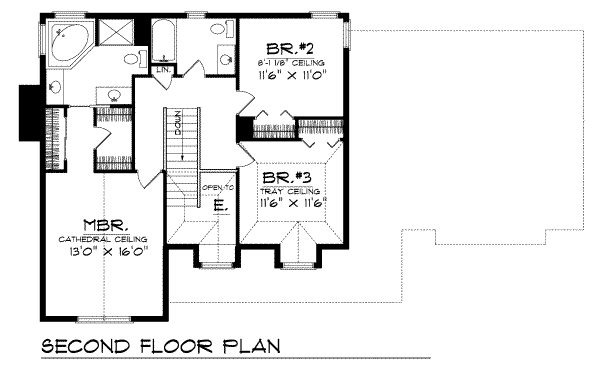 BR.#2
8'-1 1/8" CEILING
11'6" × 11'0"
LIN.
DOWN
BR.#3
TRAY CEILING
11'6" × 11'6"
OPEN TO
E.
MBR.
CATHEDRAL CEILING
13'0" × 16'0"
SECOND FLOOR PLAN